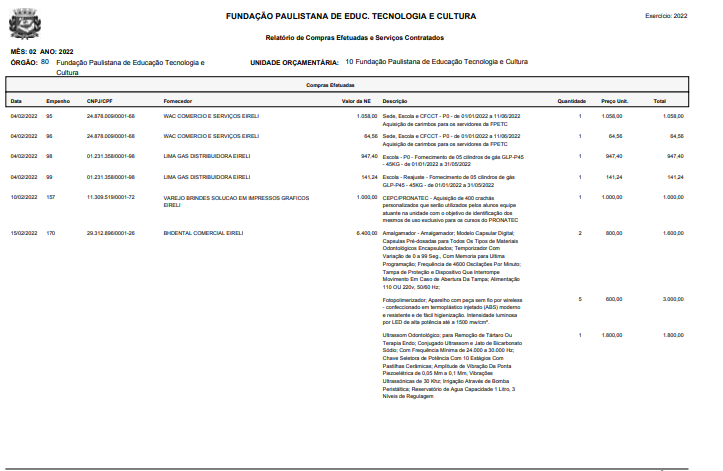 FUNDAÇÃO PAULISTANA DE EDUC. TECNOLOGIA E CULTURA
Exercício: 2022
Relatório de Compras Efetuadas e Serviços Contratados
MÊS: 02 ANO: 2022
ÓRGÃO: 80 Fundação Paulistana de Educação Tecnologia e Cultura
UNIDADE ORÇAMENTÁRIA: 10 Fundação Paulistana de Educação Tecnologia e Cultura
Compras Efetuadas
Data Empenho CNPJ/CPF Fornecedor Valor da NE Descrição Quantidade Preço Unit. Total
04/02/2022 95 24.878.009/0001-68 WAC COMERCIO E SERVIÇOS EIRELI 1.058,00 Sede, Escola e CFCCT - P0 - de 01/01/2022 a 11/06/2022 1 1.058,00 1.058,00
Aquisição de carimbos para os servidores da FPETC
04/02/2022 96 24.878.009/0001-68 WAC COMERCIO E SERVIÇOS EIRELI 64,56 Sede, Escola e CFCCT - P0 - de 01/01/2022 a 11/06/2022 1 64,56 64,56
Aquisição de carimbos para os servidores da FPETC
04/02/2022 98 01.231.358/0001-98 LIMA GAS DISTRIBUIDORA EIRELI 947,40 Escola - P0 - Fornecimento de 05 cilindros de gás GLP-P45 1 947,40 947,40
- 45KG - de 01/01/2022 a 31/05/2022
04/02/2022 99 01.231.358/0001-98 LIMA GAS DISTRIBUIDORA EIRELI 141,24 Escola - Reajuste - Fornecimento de 05 cilindros de gás 1 141,24 141,24
GLP-P45 - 45KG - de 01/01/2022 a 31/05/2022
10/02/2022 157 11.309.519/0001-72 VAREJO BRINDES SOLUCAO EM IMPRESSOS GRAFICOS 1.000,00 CEPC/PRONATEC - Aquisição de 400 crachás 1 1.000,00 1.000,00
EIRELI personalizados que serão utilizados pelos alunos equipe
atuante na unidade com o objetivo de identificação dos
mesmos de uso exclusivo para os cursos do PRONATEC
15/02/2022 170 29.312.896/0001-26 BHDENTAL COMERCIAL EIRELI 6.400,00 Amalgamador - Amalgamador; Modelo Capsular Digital; 2 800,00 1.600,00
Capsulas Pré-dosadas para Todos Os Tipos de Materiais
Odontológicos Encapsulados; Temporizador Com
Variação de 0 a 99 Seg., Com Memoria para Ultima
Programação; Frequência de 4600 Oscilações Por Minuto;
Tampa de Proteção e Dispositivo Que Interrompe
Movimento Em Caso de Abertura Da Tampa; Alimentação
110 OU 220v, 50/60 Hz;
Fotopolimerizador, Aparelho com peça sem fio por wireless 5 600,00 3.000,00
- confeccionado em termoplástico injetado (ABS) moderno
e resistente e de fácil higienização. Intensidade luminosa
por LED de alta potência até a 1500 mw/cm².
Ultrassom Odontológico; para Remoção de Tártaro Ou 1 1.800,00 1.800,00
Terapia Endo; Conjugado Ultrassom e Jato de Bicarbonato
Sódio; Com Frequência Mínima de 24.000 a 30.000 Hz;
Chave Seletora de Potência Com 10 Estágios Com
Pastilhas Cerâmicas; Amplitude de Vibração Da Ponta
Piezoelétrica de 0,05 Mm a 0,1 Mm, Vibrações
Ultrassônicas de 30 Khz; Irrigação Através de Bomba
Peristáltica; Reservatório de Agua Capacidade 1 Litro, 3
Níveis de Regulagem